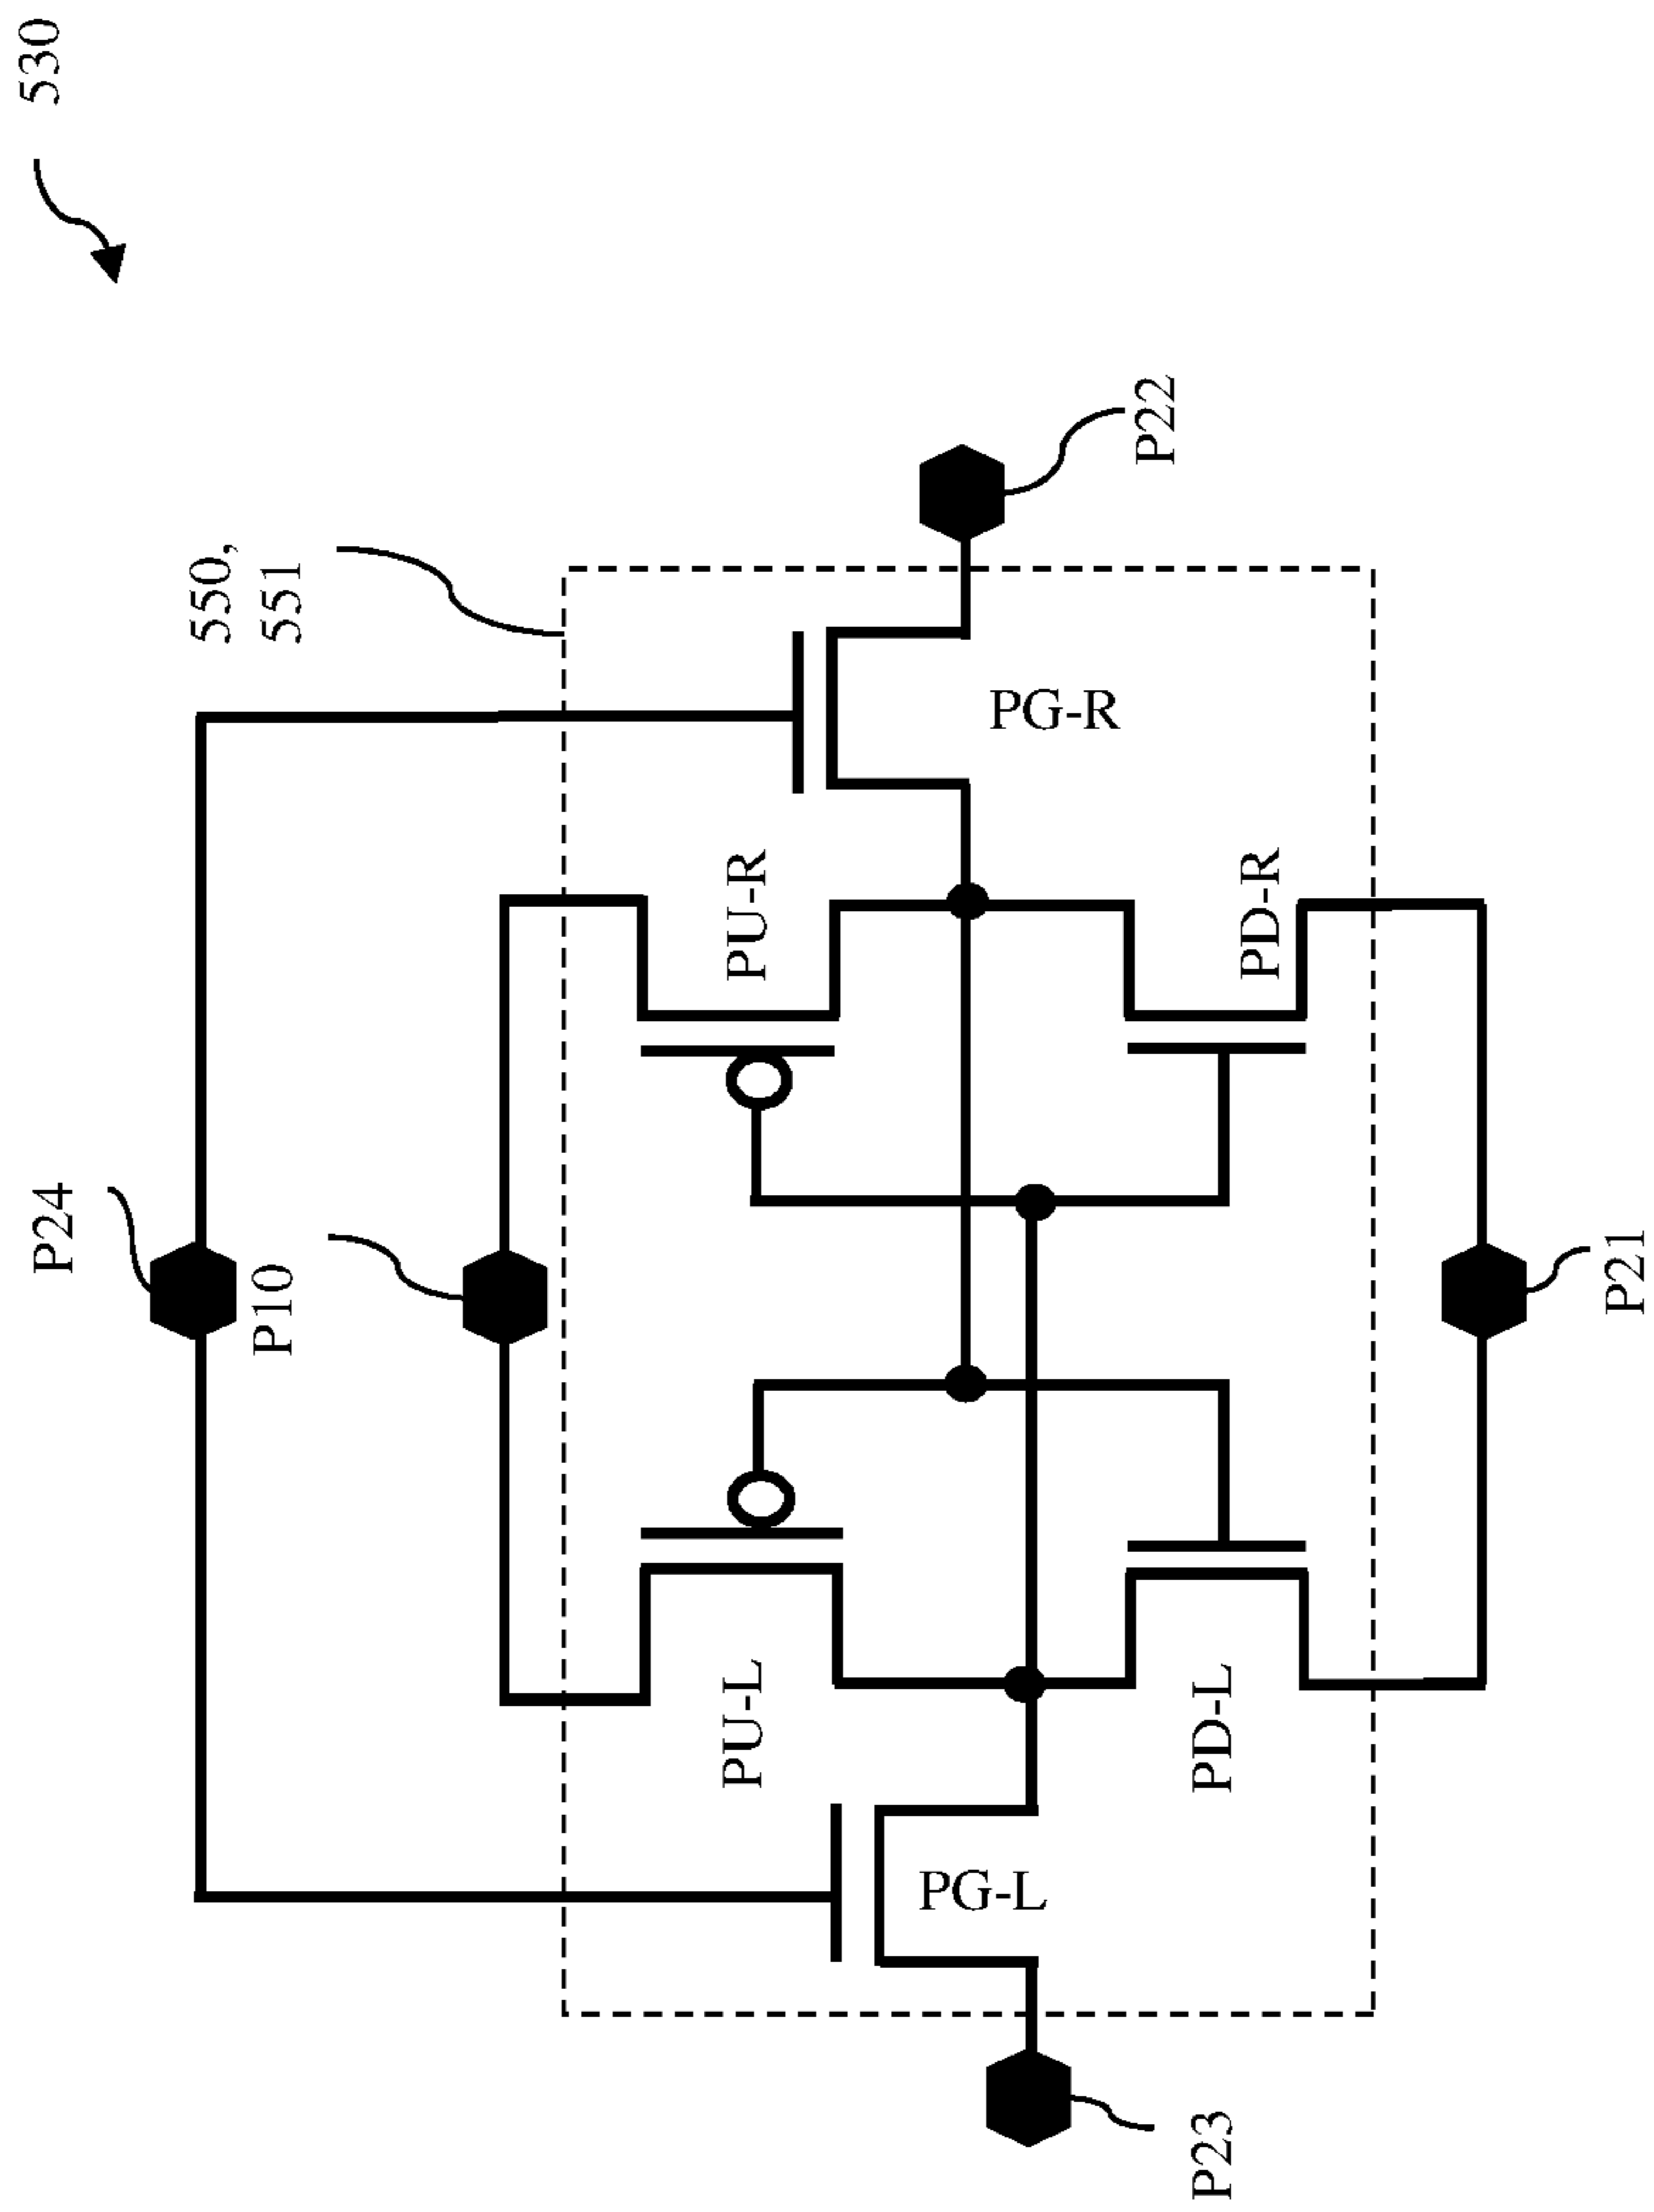 530
550,
551
P22
PG-R
PU-R
PD-R
P24
P10
P21
PU-L
PD-L
PG-L
P23